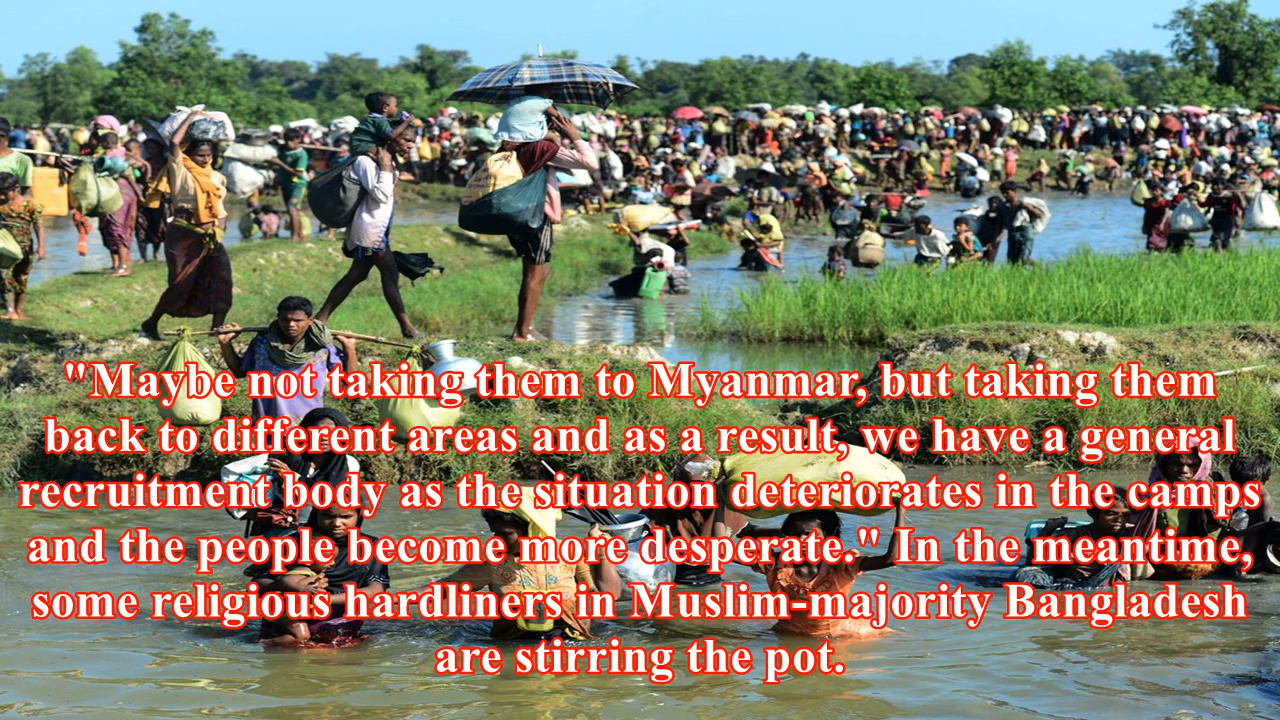 "Maybe not taking them to Myanmar, but taking them
back to different areas and as a result, we have a general
recruitment body as the situation deteriorates in the camps
and the people become more desperate." In the meantime,
some religious hardliners in Muslim-majority Bangladesh
are stirring the pot.